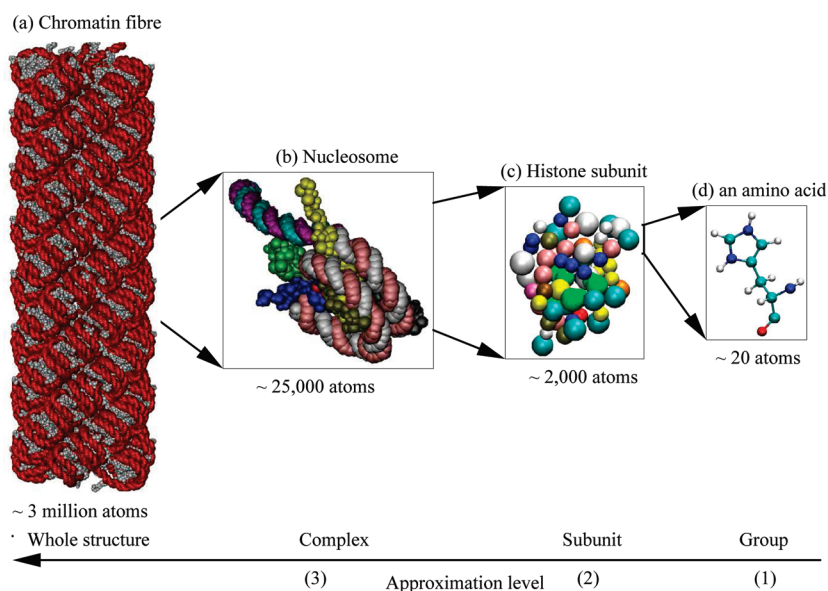 (a) Chromatin fibre
(b) Nucleosome
(c) Histone subunit
(d) an amino acid
~ 25,000 atoms
~ 2,000 atoms
~ 20 atoms
~ 3 million atoms
Whole structure
Complex
Subunit
Group
(3)
Approximation level
(2)
(1)